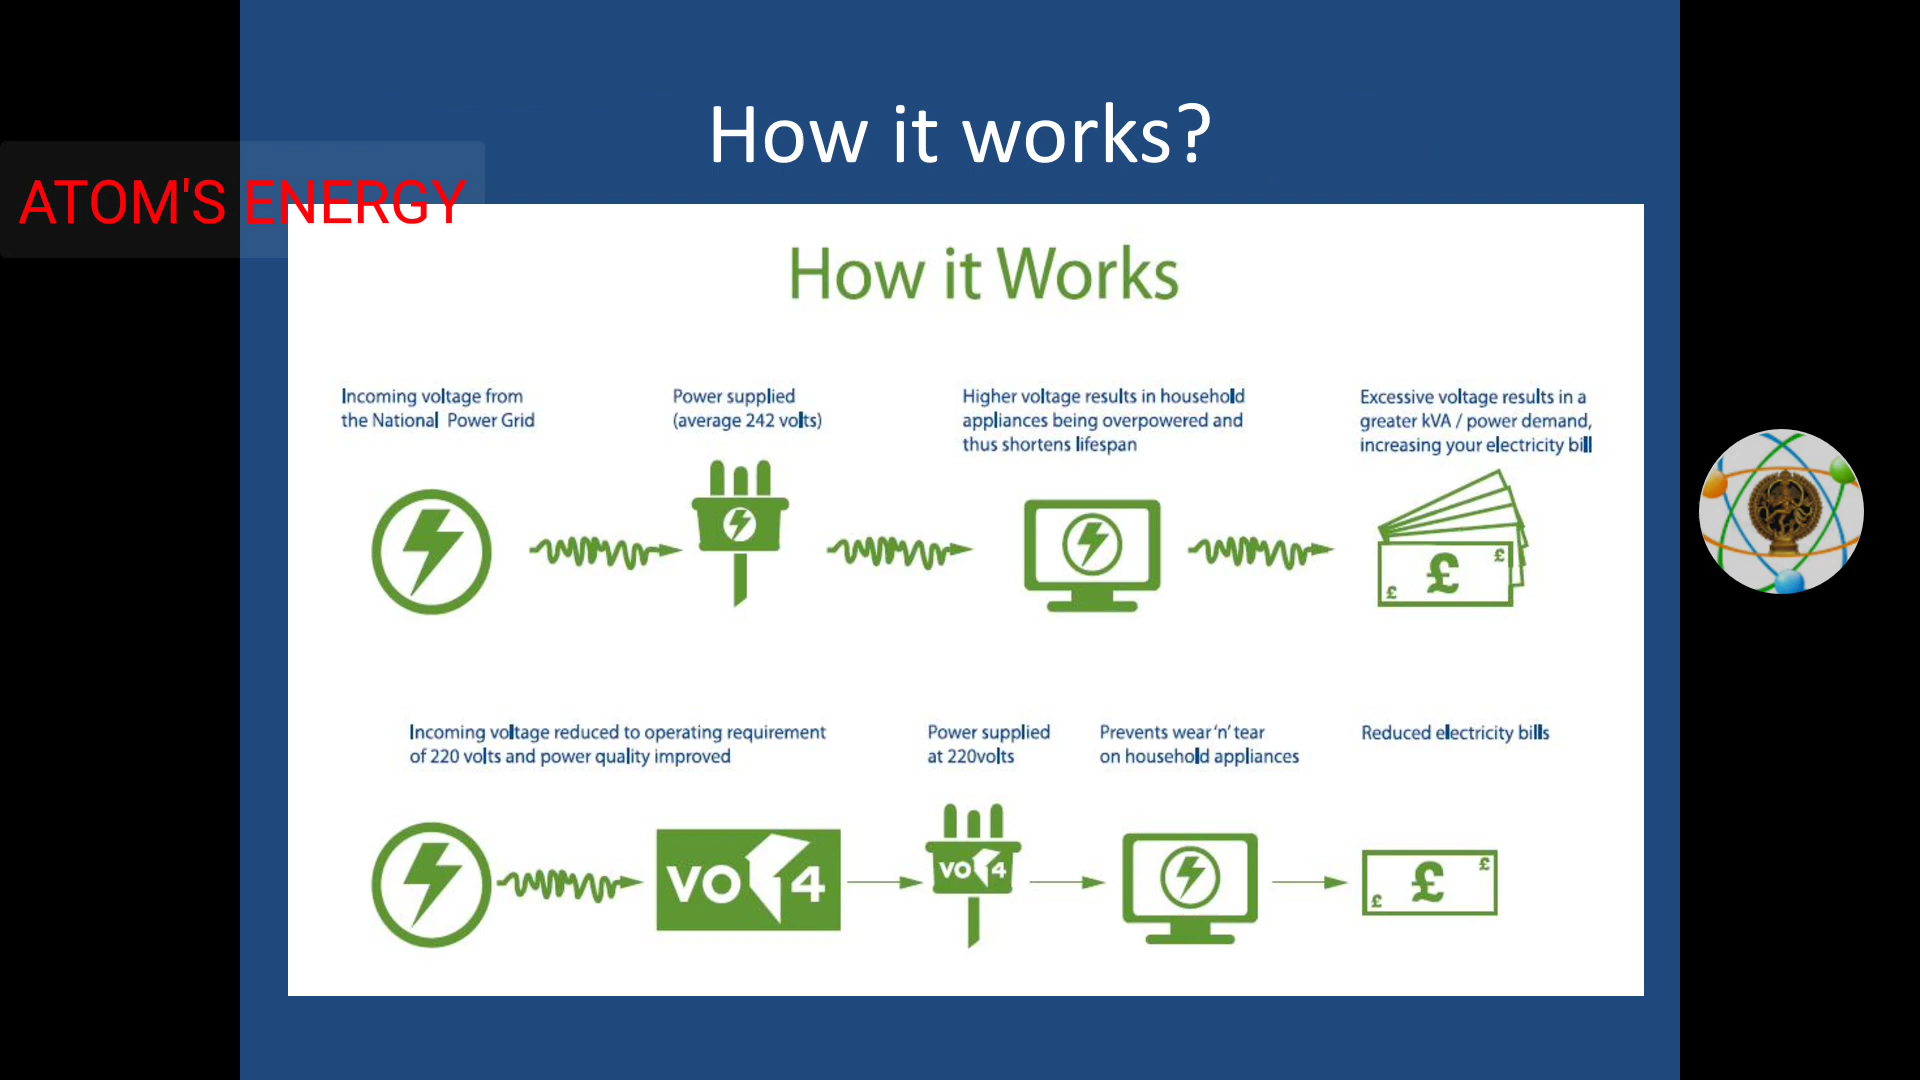 How it works?
ATOM'S ENERGY
How it Works
Incoming voltage from
the National Power Grid
Power supplied
(average 242 volts)
Higher voltage results in household
appliances being overpowered and
thus shortens lifespan
Excessive voltage results in a
greater kVA / power demand,
increasing your electricity bill
£
£
£
Incoming voltage reduced to operating requirement
of 220 volts and power quality improved
Power supplied
at 220volts
Prevents wear 'n' tear
on household appliances
Reduced electricity bills
VO 4
VO 4
£
£
£